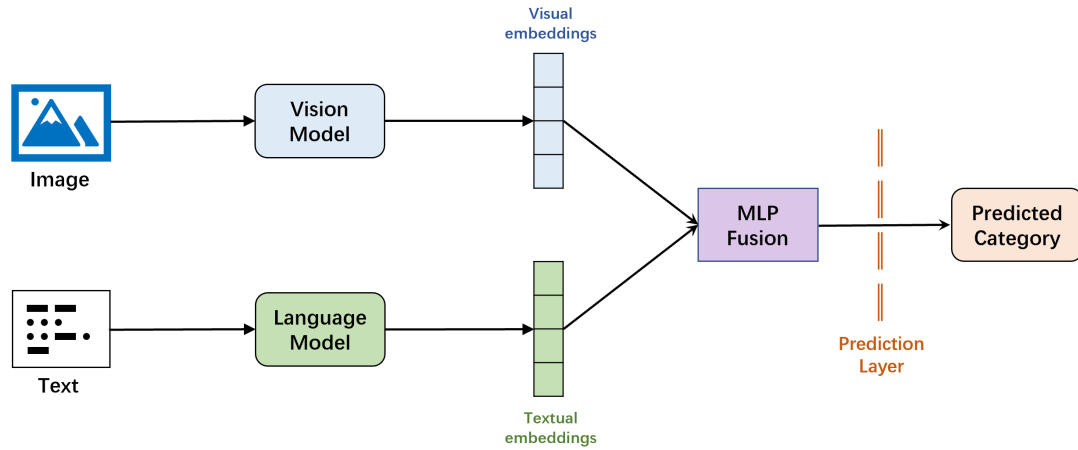 Visual
embeddings
Image
Vision
Model
MLP
Fusion
Predicted
Category
Text
Language
Model
Prediction
Layer
Textual
embeddings